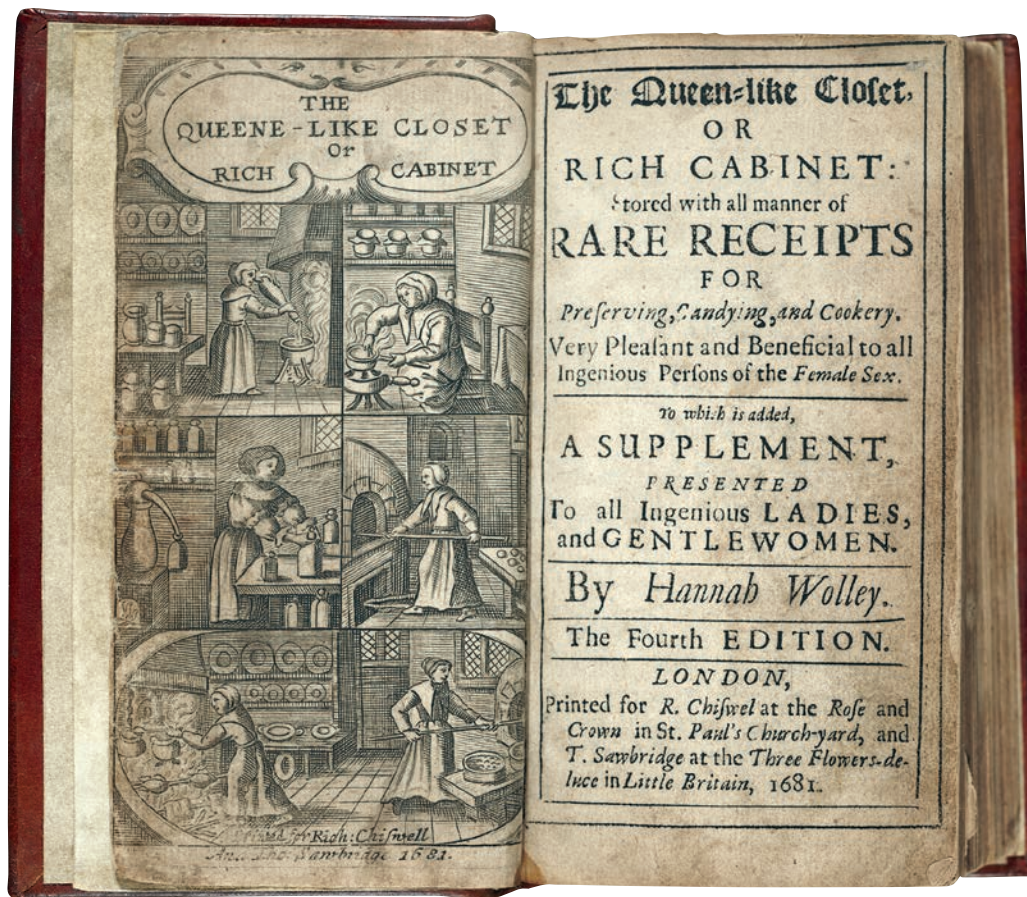 THE
QUEENE-LIKE CLOSET
Or
RICH CABINET
Printed for Rich: Chiſwell
And Tho: Sawbridge 1681.
The Queen-like Cloſet,
OR
RICH CABINET:
Stored with all manner of
RARE RECEIPTS
FOR
Preſerving, Candying, and Cookery.
Very Pleaſant and Beneficial to all
Ingenious Perſons of the Female Sex.
To which is added,
A SUPPLEMENT,
PRESENTED
To all Ingenious LADIES,
and GENTLEWOMEN.
By Hannah Wolley.
The Fourth EDITION.
LONDON,
Printed for R. Chiſwel at the Roſe and
Crown in St. Paul's Church-yard, and
T. Sawbridge at the Three Flowers-de-
luce in Little Britain, 1681.